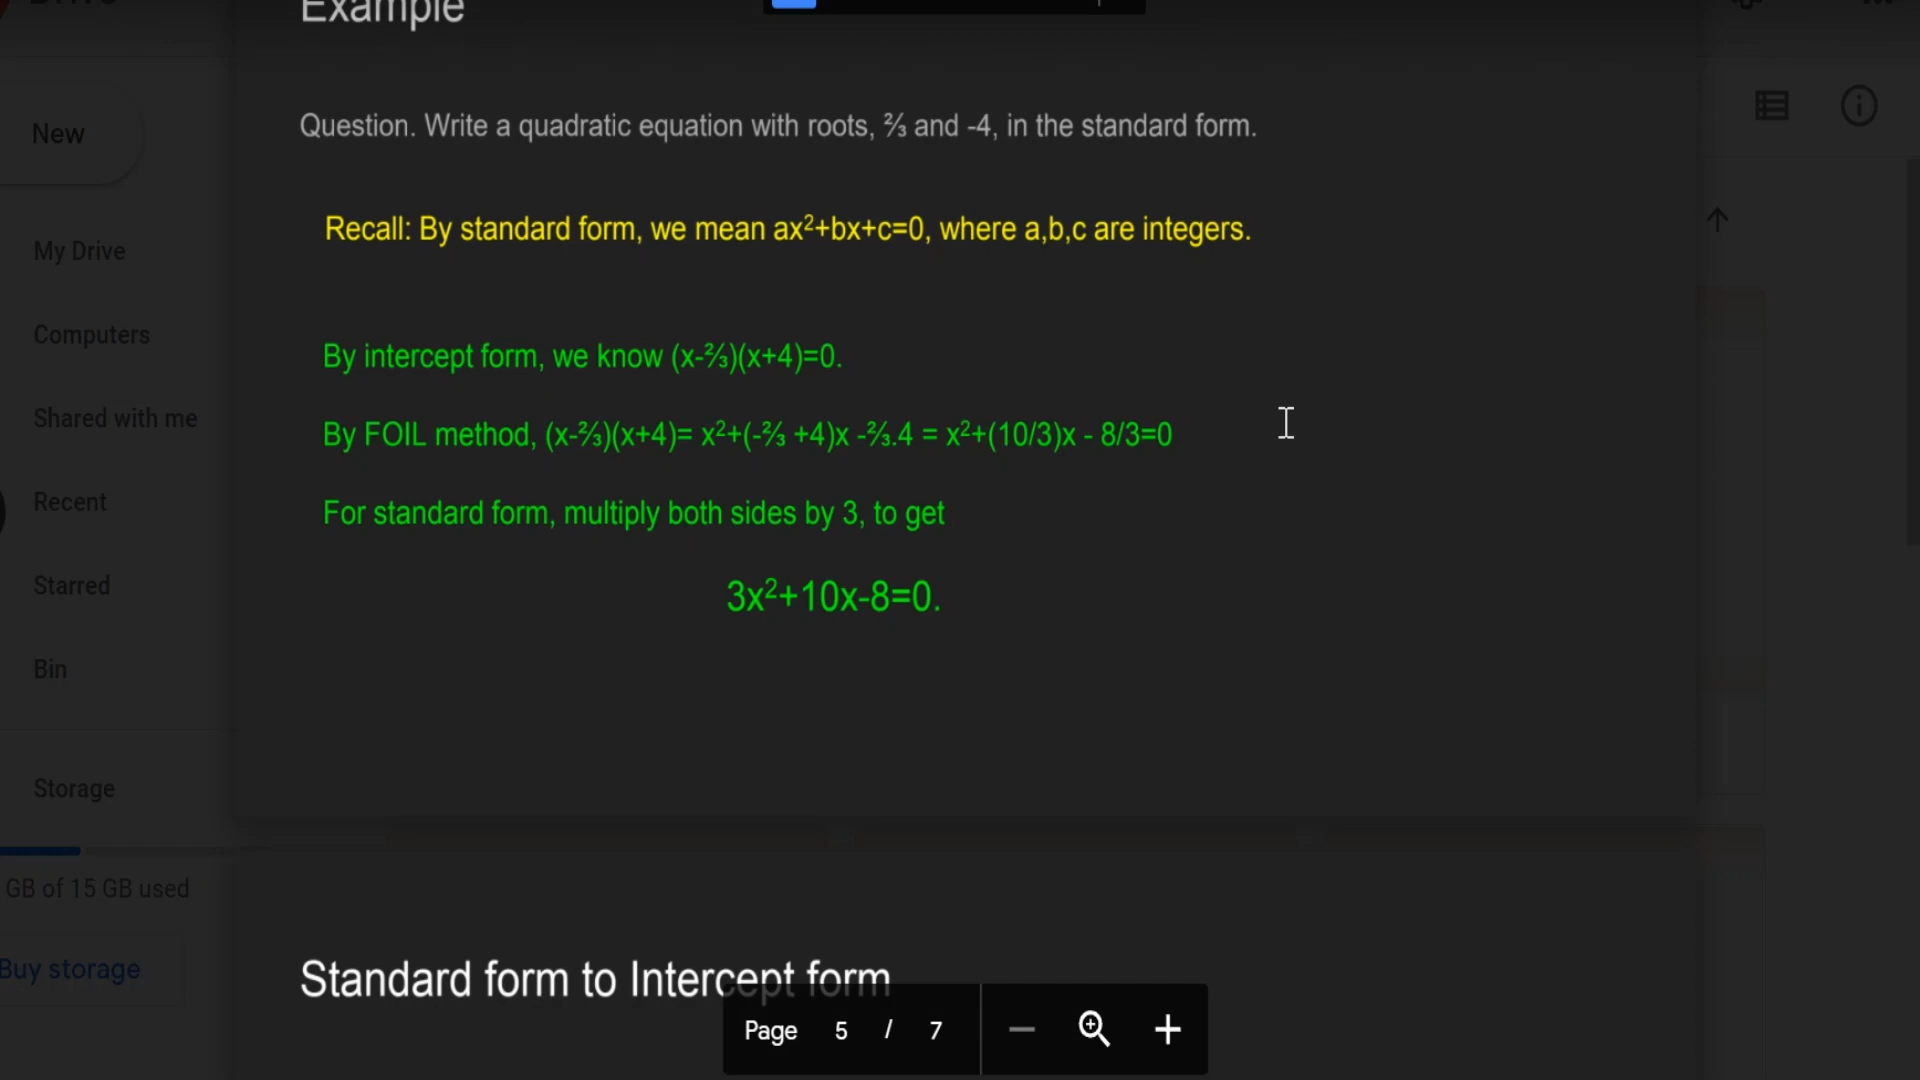 Example
Question. Write a quadratic equation with roots, ⅔ and -4, in the standard form.
Recall: By standard form, we mean ax²+bx+c=0, where a,b,c are integers.
By intercept form, we know (x-⅔)(x+4)=0.
By FOIL method, (x-⅔)(x+4)= x²+(-⅔ +4)x -⅔.4 = x²+(10/3)x - 8/3=0
For standard form, multiply both sides by 3, to get
3x²+10x-8=0.
Standard form to Intercept form
New
My Drive
Computers
Shared with me
Recent
Starred
Bin
Storage
GB of 15 GB used
Buy storage
Page 5 / 7